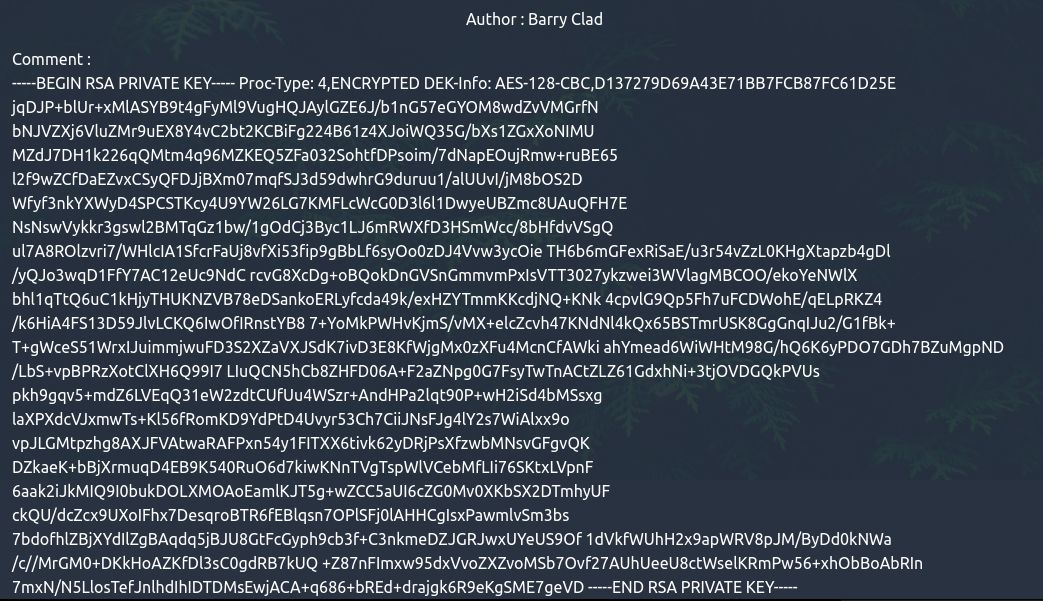 Author : Barry Clad
Comment :
-----BEGIN RSA PRIVATE KEY----- Proc-Type: 4,ENCRYPTED DEK-Info: AES-128-CBC,D137279D69A43E71BB7FCB87FC61D25E
jqDJP+blUr+xMlASYB9t4gFyMl9VugHQJAylGZE6J/b1nG57eGYOM8wdZvVMGrfN
bNJVZXj6VluZMr9uEX8Y4vC2bt2KCBiFg224B61z4XJoiWQ35G/bXs1ZGxXoNIMU
MZdJ7DH1k226qQMtm4q96MZKEQ5ZFa032SohtfDPsoim/7dNapEOujRmw+ruBE65
l2f9wZCfDaEZvxCSyQFDJjBXm07mqfSJ3d59dwhrG9duruu1/alUUvI/jM8bOS2D
Wfyf3nkYXWyD4SPCSTKcy4U9YW26LG7KMFLcWcG0D3l6l1DwyeUBZmc8UAuQFH7E
NsNswVykkr3gswl2BMTqGz1bw/1gOdCj3Byc1LJ6mRWXfD3HSmWcc/8bHfdvVSgQ
ul7A8ROlzvri7/WHlcIA1SfcrFaUj8vfXi53fip9gBbLf6syOo0zDJ4Vvw3ycOie TH6b6mGFexRiSaE/u3r54vZzL0KHgXtapzb4gDl
/yQJo3wqD1FfY7AC12eUc9NdC rcvG8XcDg+oBQokDnGVSnGmmvmPxIsVTT3027ykzwei3WVlagMBCOO/ekoYeNWlX
bhl1qTtQ6uC1kHjyTHUKNZVB78eDSankoERLyfcda49k/exHZYTmmKKcdjNQ+KNk 4cpvlG9Qp5Fh7uFCDWohE/qELpRKZ4
/k6HiA4FS13D59JlvLCKQ6IwOfIRnstYB8 7+YoMkPWHvKjmS/vMX+elcZcvh47KNdNl4kQx65BSTmrUSK8GgGnqIJu2/G1fBk+
T+gWceS51WrxIJuimmjwuFD3S2XZaVXJSdK7ivD3E8KfWjgMx0zXFu4McnCfAWki ahYmead6WiWHtM98G/hQ6K6yPDO7GDh7BZuMgpND
/LbS+vpBPRzXotClXH6Q99I7 LIuQCN5hCb8ZHFD06A+F2aZNpg0G7FsyTwTnACtZLZ61GdxhNi+3tjOVDGQkPVUs
pkh9gqv5+mdZ6LVEqQ31eW2zdtCUfUu4WSzr+AndHPa2lqt90P+wH2iSd4bMSsxg
laXPXdcVJxmwTs+Kl56fRomKD9YdPtD4Uvyr53Ch7CiiJNsFJg4lY2s7WiAlxx9o
vpJLGMtpzhg8AXJFVAtwaRAFPxn54y1FITXX6tivk62yDRjPsXfzwbMNsvGFgvQK
DZkaeK+bBjXrmuqD4EB9K540RuO6d7kiwKNnTVgTspWlVCebMfLIi76SKtxLVpnF
6aak2iJkMIQ9I0bukDOLXMOAoEamlKJT5g+wZCC5aUI6cZG0Mv0XKbSX2DTmhyUF
ckQU/dcZcx9UXoIFhx7DesqroBTR6fEBlqsn7OPlSFj0lAHHCgIsxPawmlvSm3bs
7bdofhlZBjXYdIlZgBAqdq5jBJU8GtFcGyph9cb3f+C3nkmeDZJGRJwxUYeUS9Of 1dVkfWUhH2x9apWRV8pJM/ByDd0kNWa
/c//MrGM0+DKkHoAZKfDl3sC0gdRB7kUQ +Z87nFImxw95dxVvoZXZvoMSb7Ovf27AUhUeeU8ctWselKRmPw56+xhObBoAbRIn
7mxN/N5LlosTefJnlhdIhIDTDMsEwjACA+q686+bREd+drajgk6R9eKgSME7geVD -----END RSA PRIVATE KEY-----